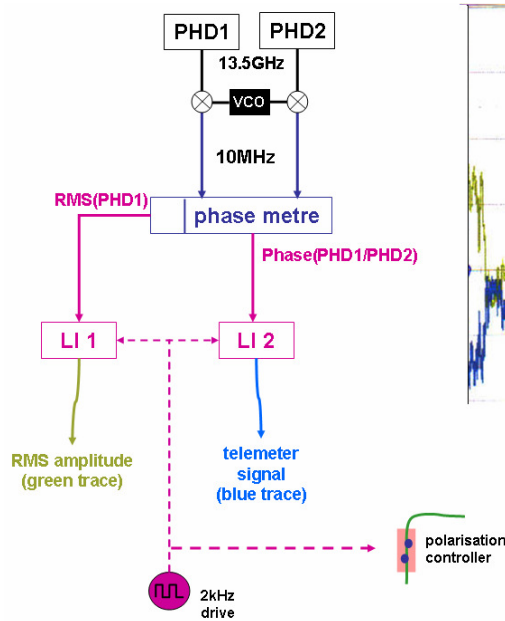 PHD1
PHD2
13.5GHz
VCO
10MHz
RMS(PHD1)
phase metre
Phase(PHD1/PHD2)
LI 1
LI 2
RMS amplitude
(green trace)
telemeter
signal
(blue trace)
polarisation
controller
2kHz
drive